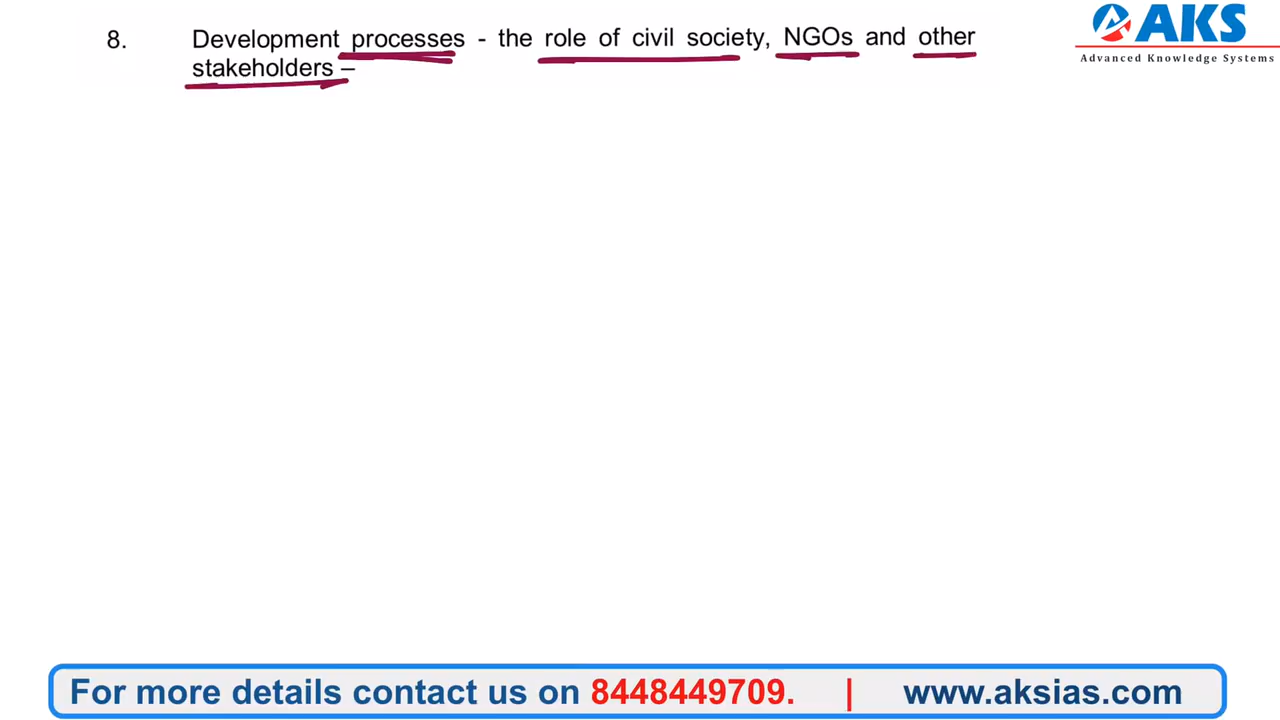 AKS
Advanced Knowledge Systems
8. Development processes - the role of civil society, NGOs and other
stakeholders –
For more details contact us on 8448449709. | www.aksias.com